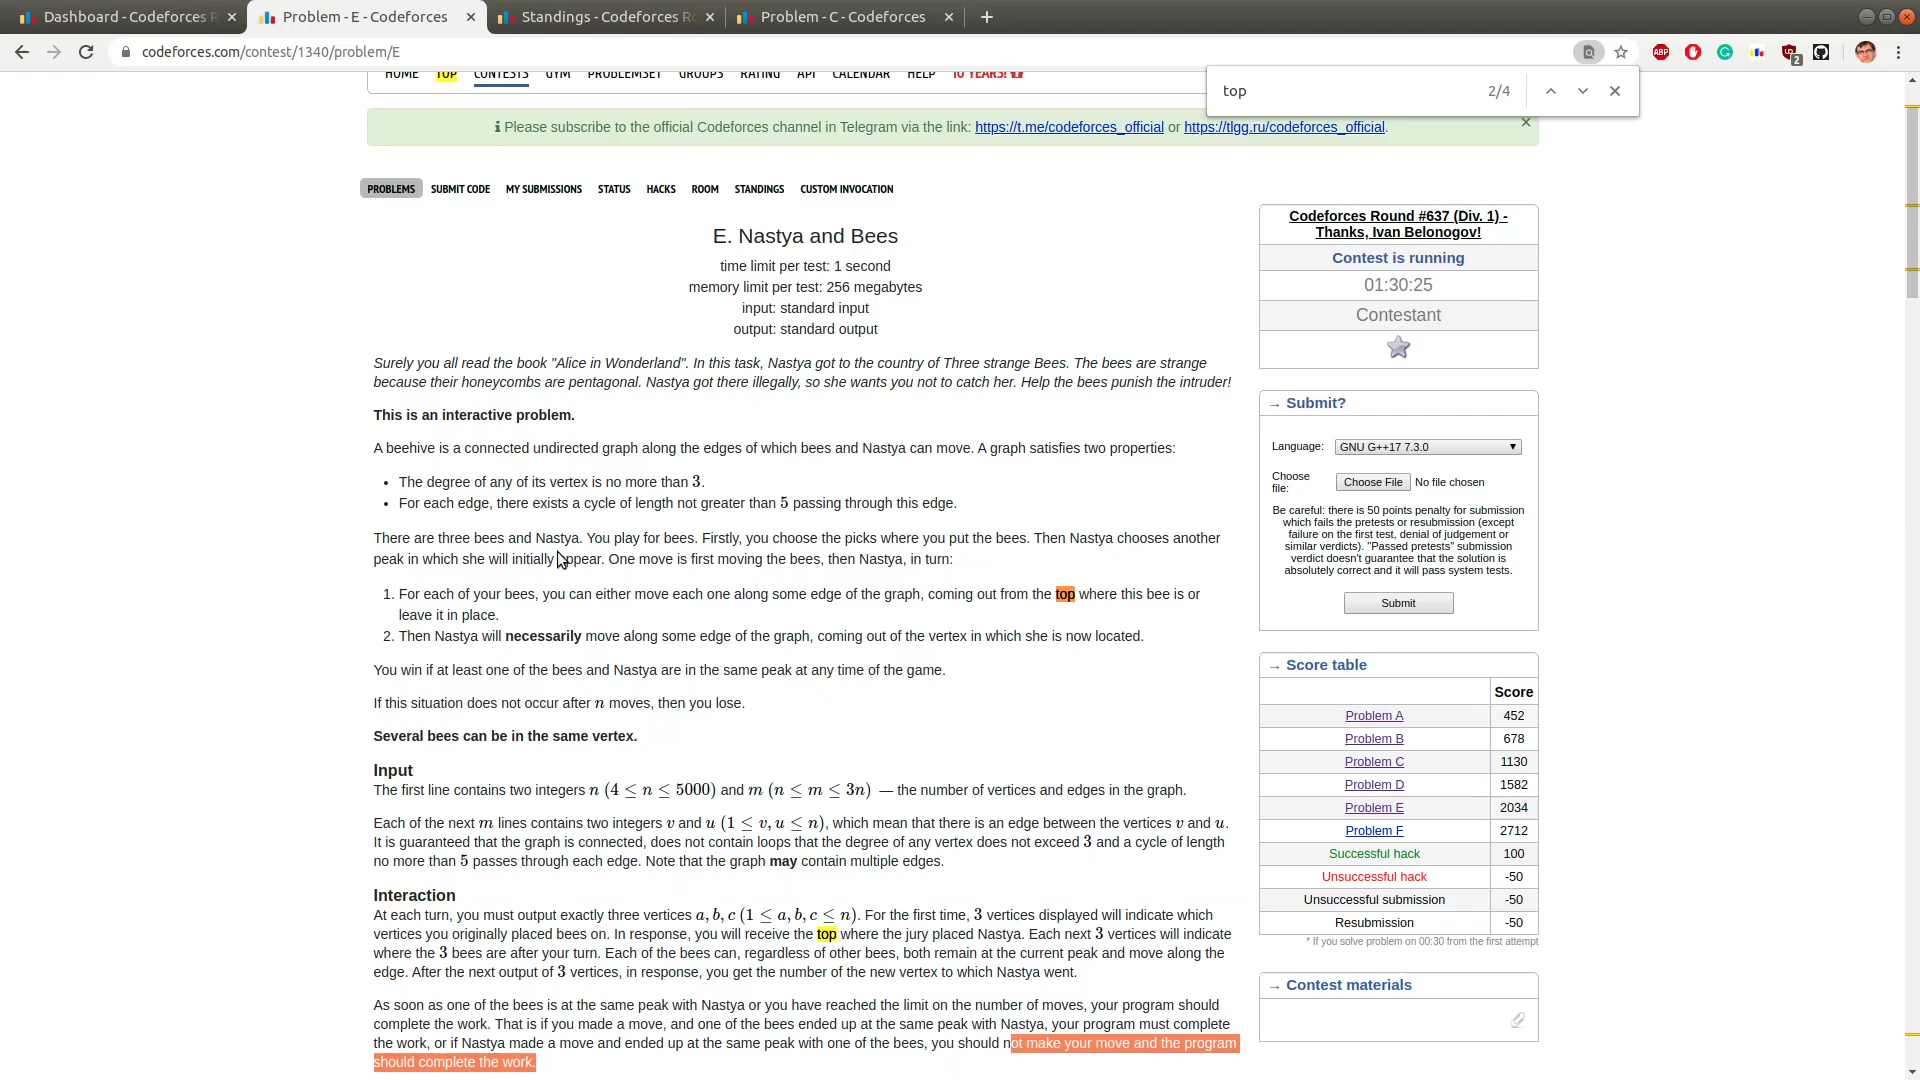 Dashboard - Codeforces R
Problem - E - Codeforces
Standings - Codeforces Ro
Problem - C - Codeforces
codeforces.com/contest/1340/problem/E
ABP
2
top
2/4
HOME TOP CONTESTS GYM PROBLEMSET GROUPS RATING API CALENDAR HELP 10 YEARS!
Please subscribe to the official Codeforces channel in Telegram via the link: https://t.me/codeforces_official or https://tlgg.ru/codeforces_official.
PROBLEMS SUBMIT CODE MY SUBMISSIONS STATUS HACKS ROOM STANDINGS CUSTOM INVOCATION
E. Nastya and Bees
time limit per test: 1 second
memory limit per test: 256 megabytes
input: standard input
output: standard output
Surely you all read the book "Alice in Wonderland". In this task, Nastya got to the country of Three strange Bees. The bees are strange
because their honeycombs are pentagonal. Nastya got there illegally, so she wants you not to catch her. Help the bees punish the intruder!
This is an interactive problem.
A beehive is a connected undirected graph along the edges of which bees and Nastya can move. A graph satisfies two properties:
• The degree of any of its vertex is no more than 3.
• For each edge, there exists a cycle of length not greater than 5 passing through this edge.
There are three bees and Nastya. You play for bees. Firstly, you choose the picks where you put the bees. Then Nastya chooses another
peak in which she will initially appear. One move is first moving the bees, then Nastya, in turn:
1. For each of your bees, you can either move each one along some edge of the graph, coming out from the top where this bee is or
leave it in place.
2. Then Nastya will necessarily move along some edge of the graph, coming out of the vertex in which she is now located.
You win if at least one of the bees and Nastya are in the same peak at any time of the game.
If this situation does not occur after n moves, then you lose.
Several bees can be in the same vertex.
Input
The first line contains two integers n (4 ≤ n ≤ 5000) and m (n ≤ m ≤ 3n) — the number of vertices and edges in the graph.
Each of the next m lines contains two integers v and u (1 ≤ v, u ≤ n), which mean that there is an edge between the vertices v and u.
It is guaranteed that the graph is connected, does not contain loops that the degree of any vertex does not exceed 3 and a cycle of length
no more than 5 passes through each edge. Note that the graph may contain multiple edges.
Interaction
At each turn, you must output exactly three vertices a, b, c (1 ≤ a, b, c ≤ n). For the first time, 3 vertices displayed will indicate which
vertices you originally placed bees on. In response, you will receive the top where the jury placed Nastya. Each next 3 vertices will indicate
where the 3 bees are after your turn. Each of the bees can, regardless of other bees, both remain at the current peak and move along the
edge. After the next output of 3 vertices, in response, you get the number of the new vertex to which Nastya went.
As soon as one of the bees is at the same peak with Nastya or you have reached the limit on the number of moves, your program should
complete the work. That is if you made a move, and one of the bees ended up at the same peak with Nastya, your program must complete
the work, or if Nastya made a move and ended up at the same peak with one of the bees, you should not make your move and the program
should complete the work.
Codeforces Round #637 (Div. 1) -
Thanks, Ivan Belonogov!
Contest is running
01:30:25
Contestant
→ Submit?
Language: GNU G++17 7.3.0
Choose
file: Choose File No file chosen
Be careful: there is 50 points penalty for submission
which fails the pretests or resubmission (except
failure on the first test, denial of judgement or
similar verdicts). "Passed pretests" submission
verdict doesn't guarantee that the solution is
absolutely correct and it will pass system tests.
Submit
→ Score table
Score
Problem A 452
Problem B 678
Problem C 1130
Problem D 1582
Problem E 2034
Problem F 2712
Successful hack 100
Unsuccessful hack -50
Unsuccessful submission -50
Resubmission -50
* If you solve problem on 00:30 from the first attempt
→ Contest materials